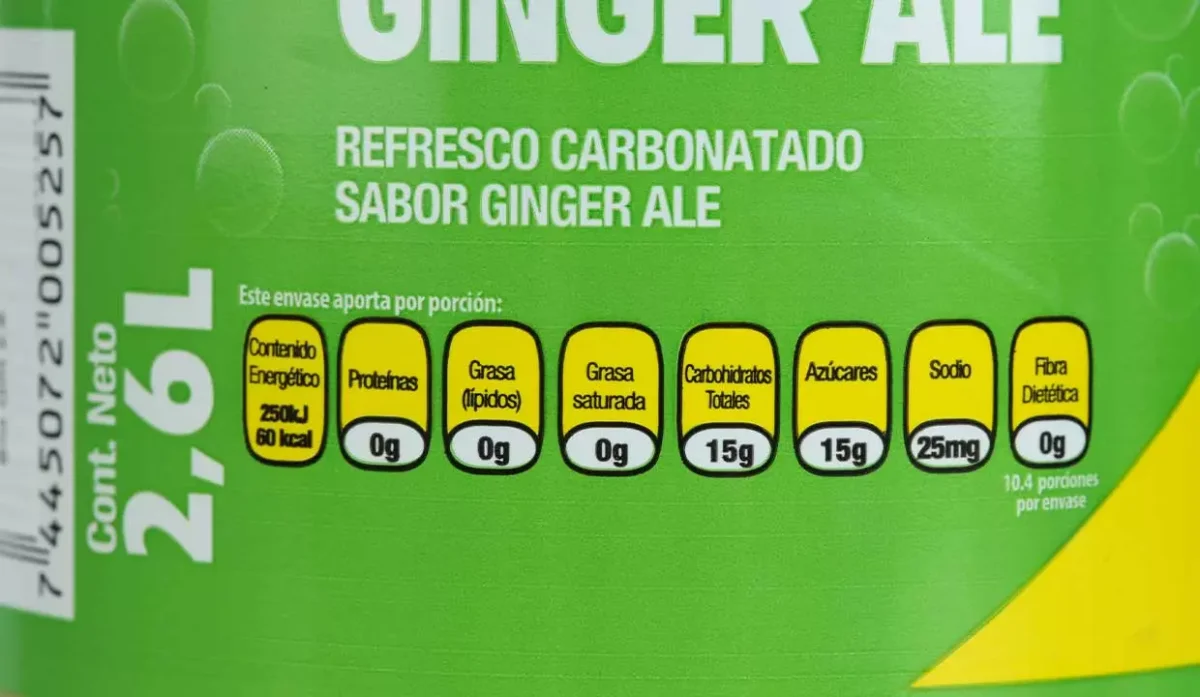 GINGER ALE
REFRESCO CARBONATADO
SABOR GINGER ALE
Cont. Neto
2,6L
7 445072"005257
Este envase aporta por porción:
Contenido
Energético
250kJ
60 kcal
Proteínas
0g
Grasa
(lípidos)
0g
Grasa
saturada
0g
Carbohidratos
Totales
15g
Azúcares
15g
Sodio
25mg
Fibra
Dietética
0g
10.4 porciones
por envase